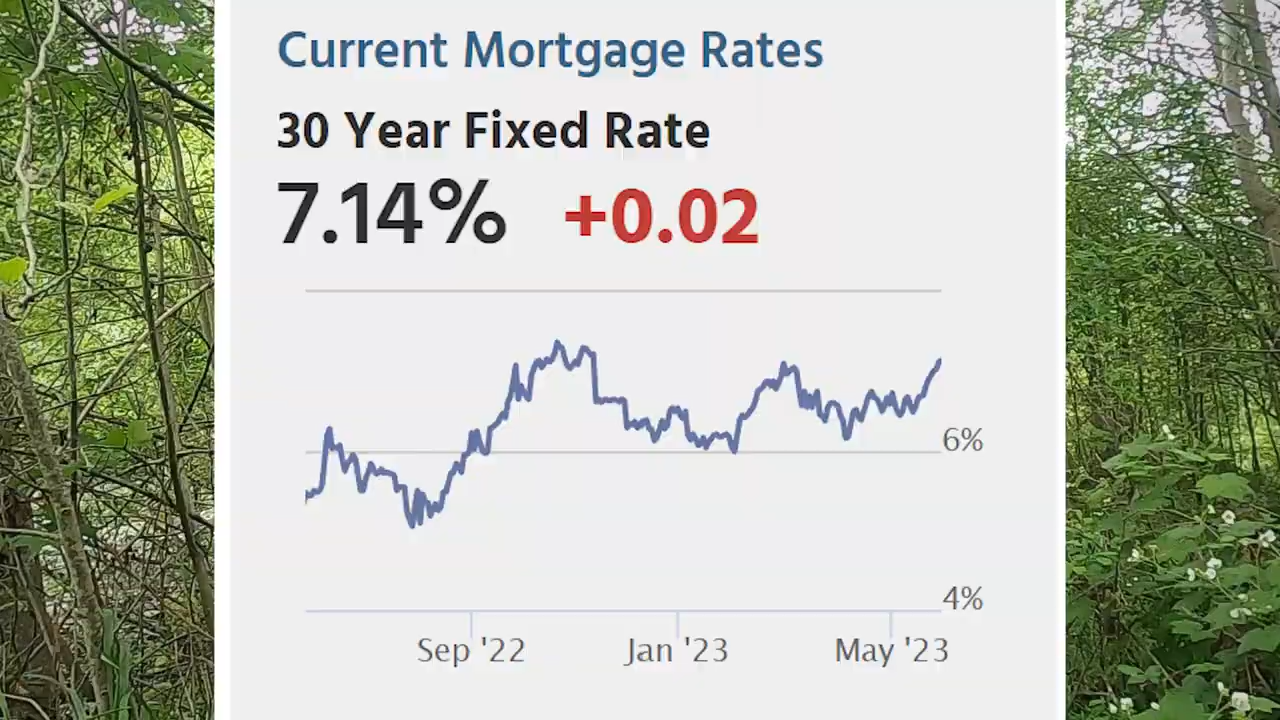 Current Mortgage Rates
30 Year Fixed Rate
7.14% +0.02
6%
4%
Sep '22 Jan '23 May '23